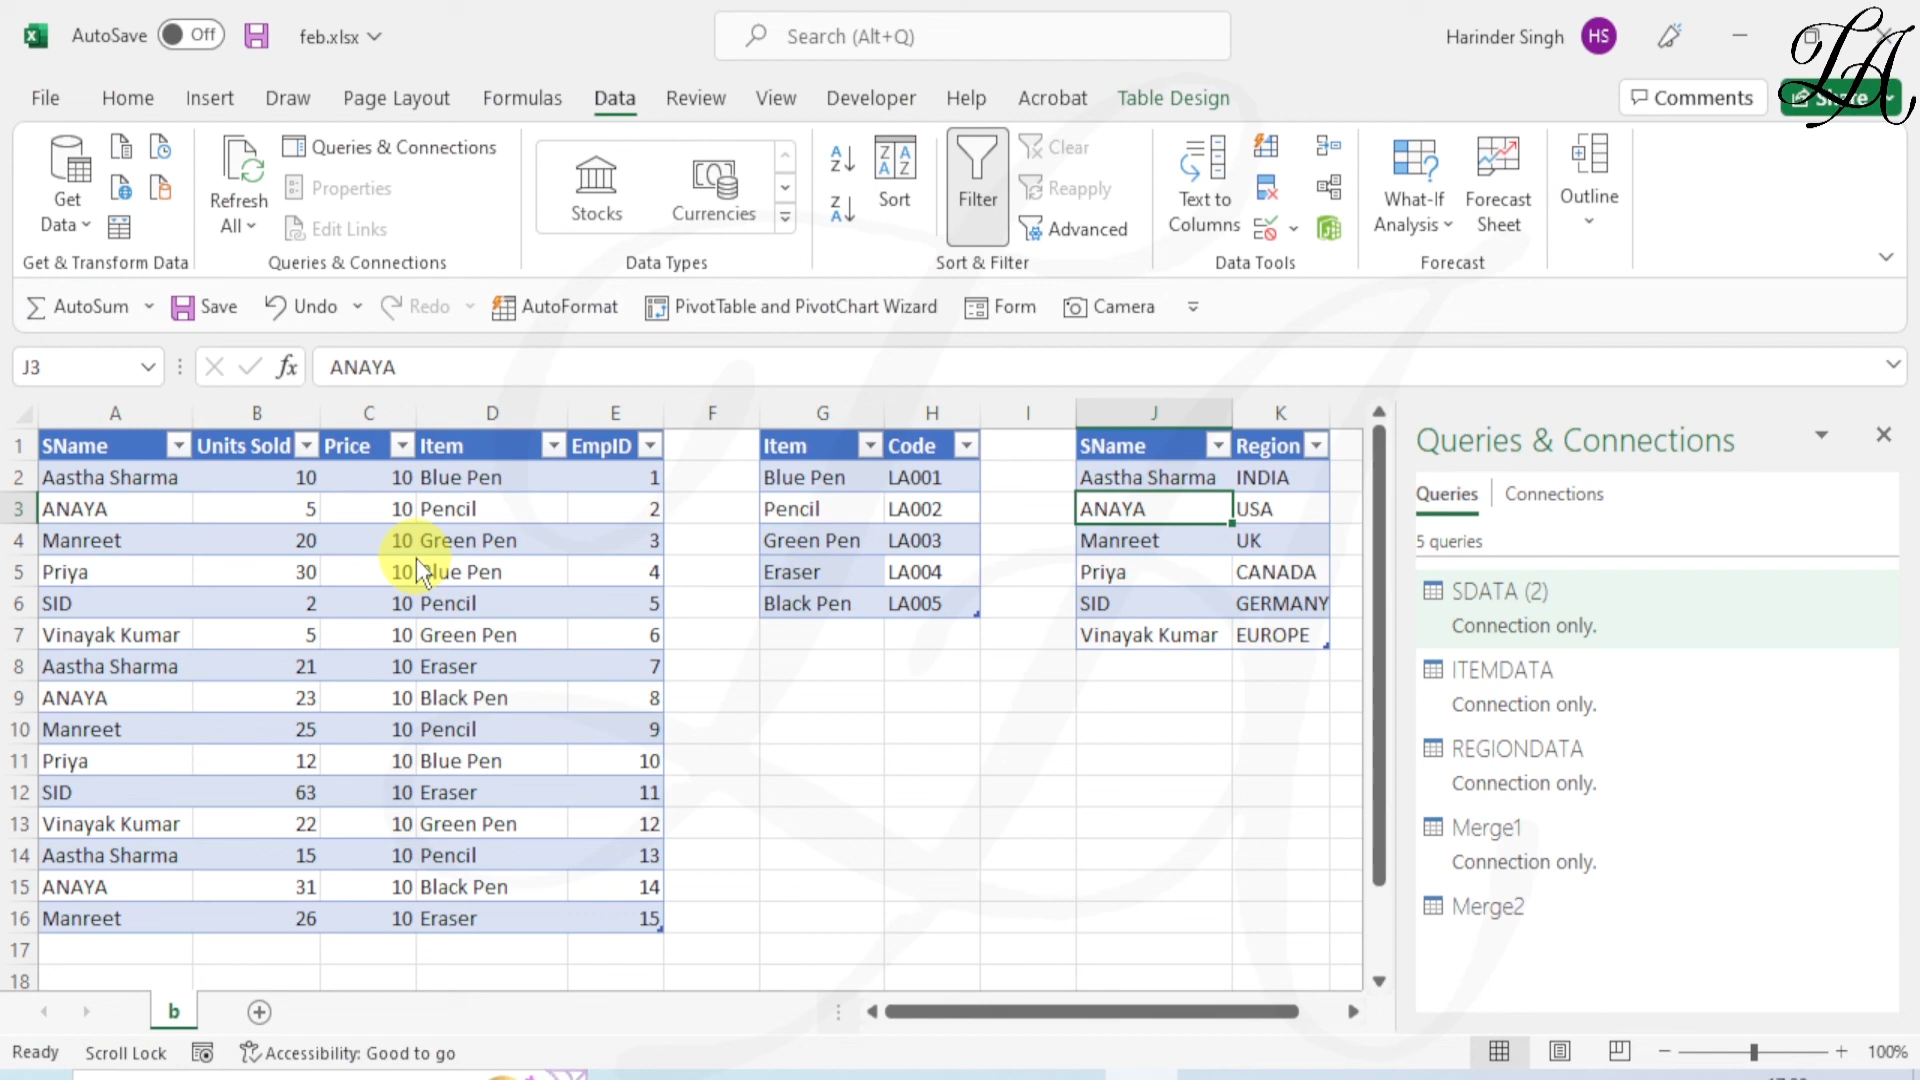 AutoSave Off feb.xlsx Search (Alt+Q) Harinder Singh HS LA
File Home Insert Draw Page Layout Formulas Data Review View Developer Help Acrobat Table Design Comments Share
Get Data
Refresh All
Queries & Connections
Properties
Edit Links
Stocks Currencies
Sort Filter
Clear
Reapply
Advanced
Text to Columns
What-If Analysis
Forecast Sheet
Outline
Get & Transform Data Queries & Connections Data Types Sort & Filter Data Tools Forecast
AutoSum Save Undo Redo AutoFormat PivotTable and PivotChart Wizard Form Camera
J3 fx ANAYA
A B C D E F G H I J K
1 SName Units Sold Price Item EmpID Item Code SName Region
2 Aastha Sharma 10 10 Blue Pen 1 Blue Pen LA001 Aastha Sharma INDIA
3 ANAYA 5 10 Pencil 2 Pencil LA002 ANAYA USA
4 Manreet 20 10 Green Pen 3 Green Pen LA003 Manreet UK
5 Priya 30 10 Blue Pen 4 Eraser LA004 Priya CANADA
6 SID 2 10 Pencil 5 Black Pen LA005 SID GERMANY
7 Vinayak Kumar 5 10 Green Pen 6 Vinayak Kumar EUROPE
8 Aastha Sharma 21 10 Eraser 7
9 ANAYA 23 10 Black Pen 8
10 Manreet 25 10 Pencil 9
11 Priya 12 10 Blue Pen 10
12 SID 63 10 Eraser 11
13 Vinayak Kumar 22 10 Green Pen 12
14 Aastha Sharma 15 10 Pencil 13
15 ANAYA 31 10 Black Pen 14
16 Manreet 26 10 Eraser 15
17
18
Queries & Connections
Queries Connections
5 queries
SDATA (2)
Connection only.
ITEMDATA
Connection only.
REGIONDATA
Connection only.
Merge1
Connection only.
Merge2
b
Ready Scroll Lock Accessibility: Good to go 100%